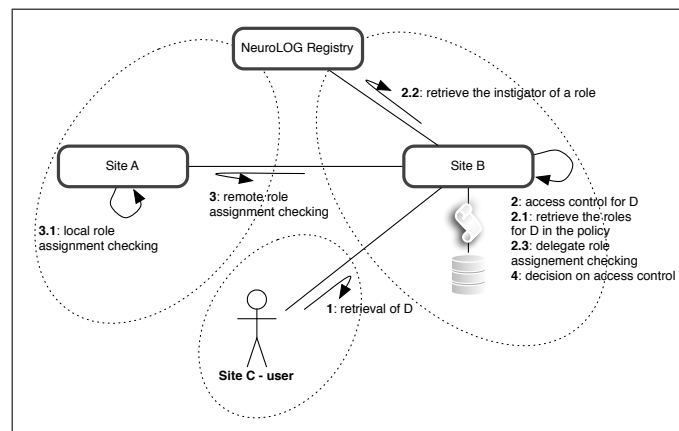 NeuroLOG Registry
2.2: retrieve the instigator of a role
Site A
Site B
3: remote role
assignment checking
3.1: local role
assignment checking
2: access control for D
2.1: retrieve the roles
for D in the policy
2.3: delegate role
assignement checking
4: decision on access control
1: retrieval of D
Site C - user